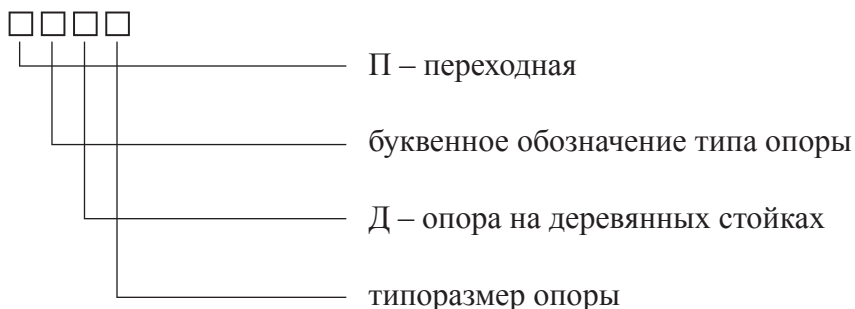 П – переходная
буквенное обозначение типа опоры
Д – опора на деревянных стойках
типоразмер опоры